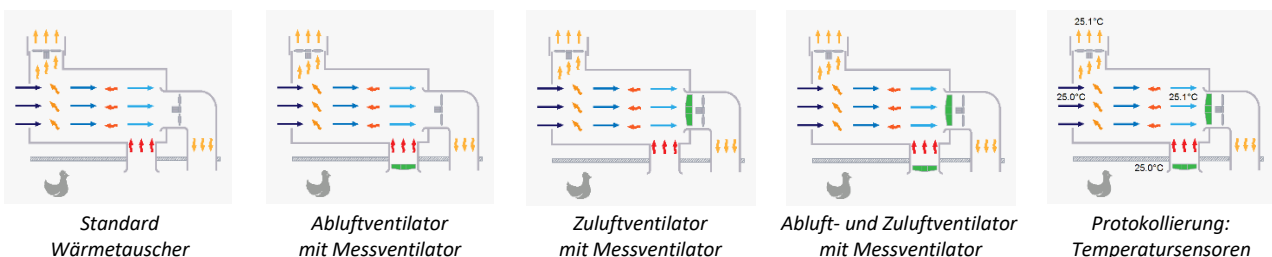 25.1°C
25.0°C
25.1°C
25.0°C
Standard
Wärmetauscher
Abluftventilator
mit Messventilator
Zuluftventilator
mit Messventilator
Abluft- und Zuluftventilator
mit Messventilator
Protokollierung:
Temperatursensoren